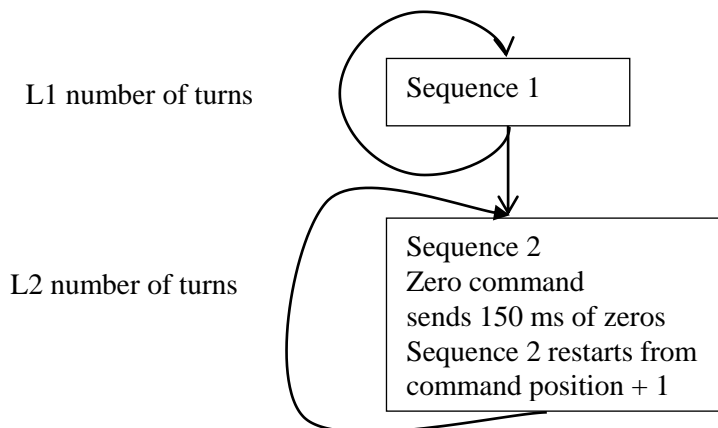 L1 number of turns
Sequence 1
L2 number of turns
Sequence 2
Zero command
sends 150 ms of zeros
Sequence 2 restarts from
command position + 1